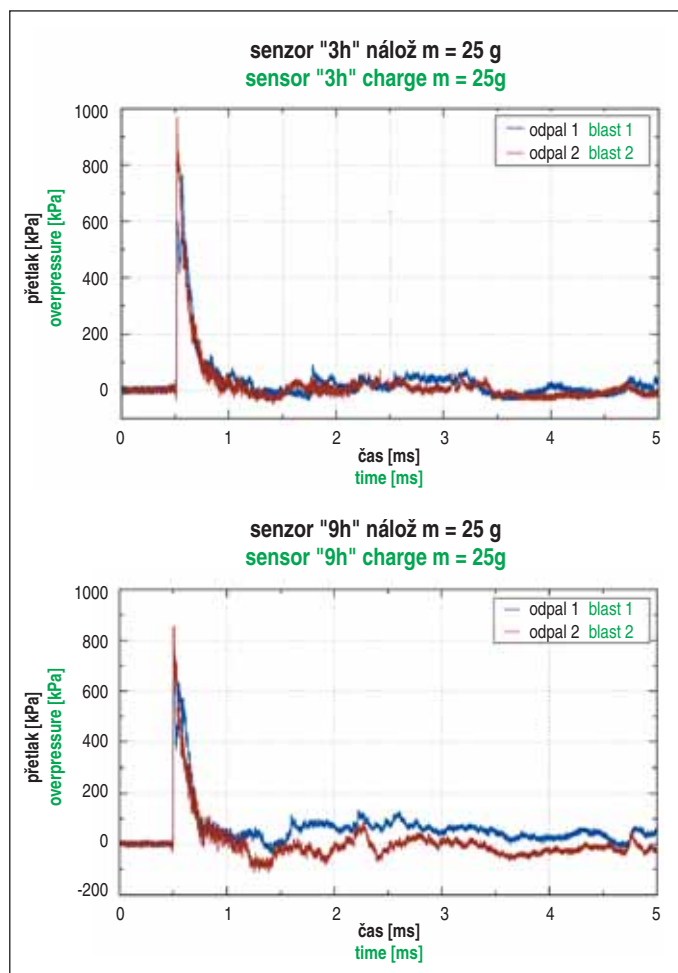 senzor "3h" nálož m = 25 g
sensor "3h" charge m = 25g
1000
800
600
400
200
0
přetlak [kPa]
overpressure [kPa]
odpal 1 blast 1
odpal 2 blast 2
0 1 2 3 4 5
čas [ms]
time [ms]
senzor "9h" nálož m = 25 g
sensor "9h" charge m = 25g
1000
800
600
400
200
0
-200
přetlak [kPa]
overpressure [kPa]
odpal 1 blast 1
odpal 2 blast 2
0 1 2 3 4 5
čas [ms]
time [ms]